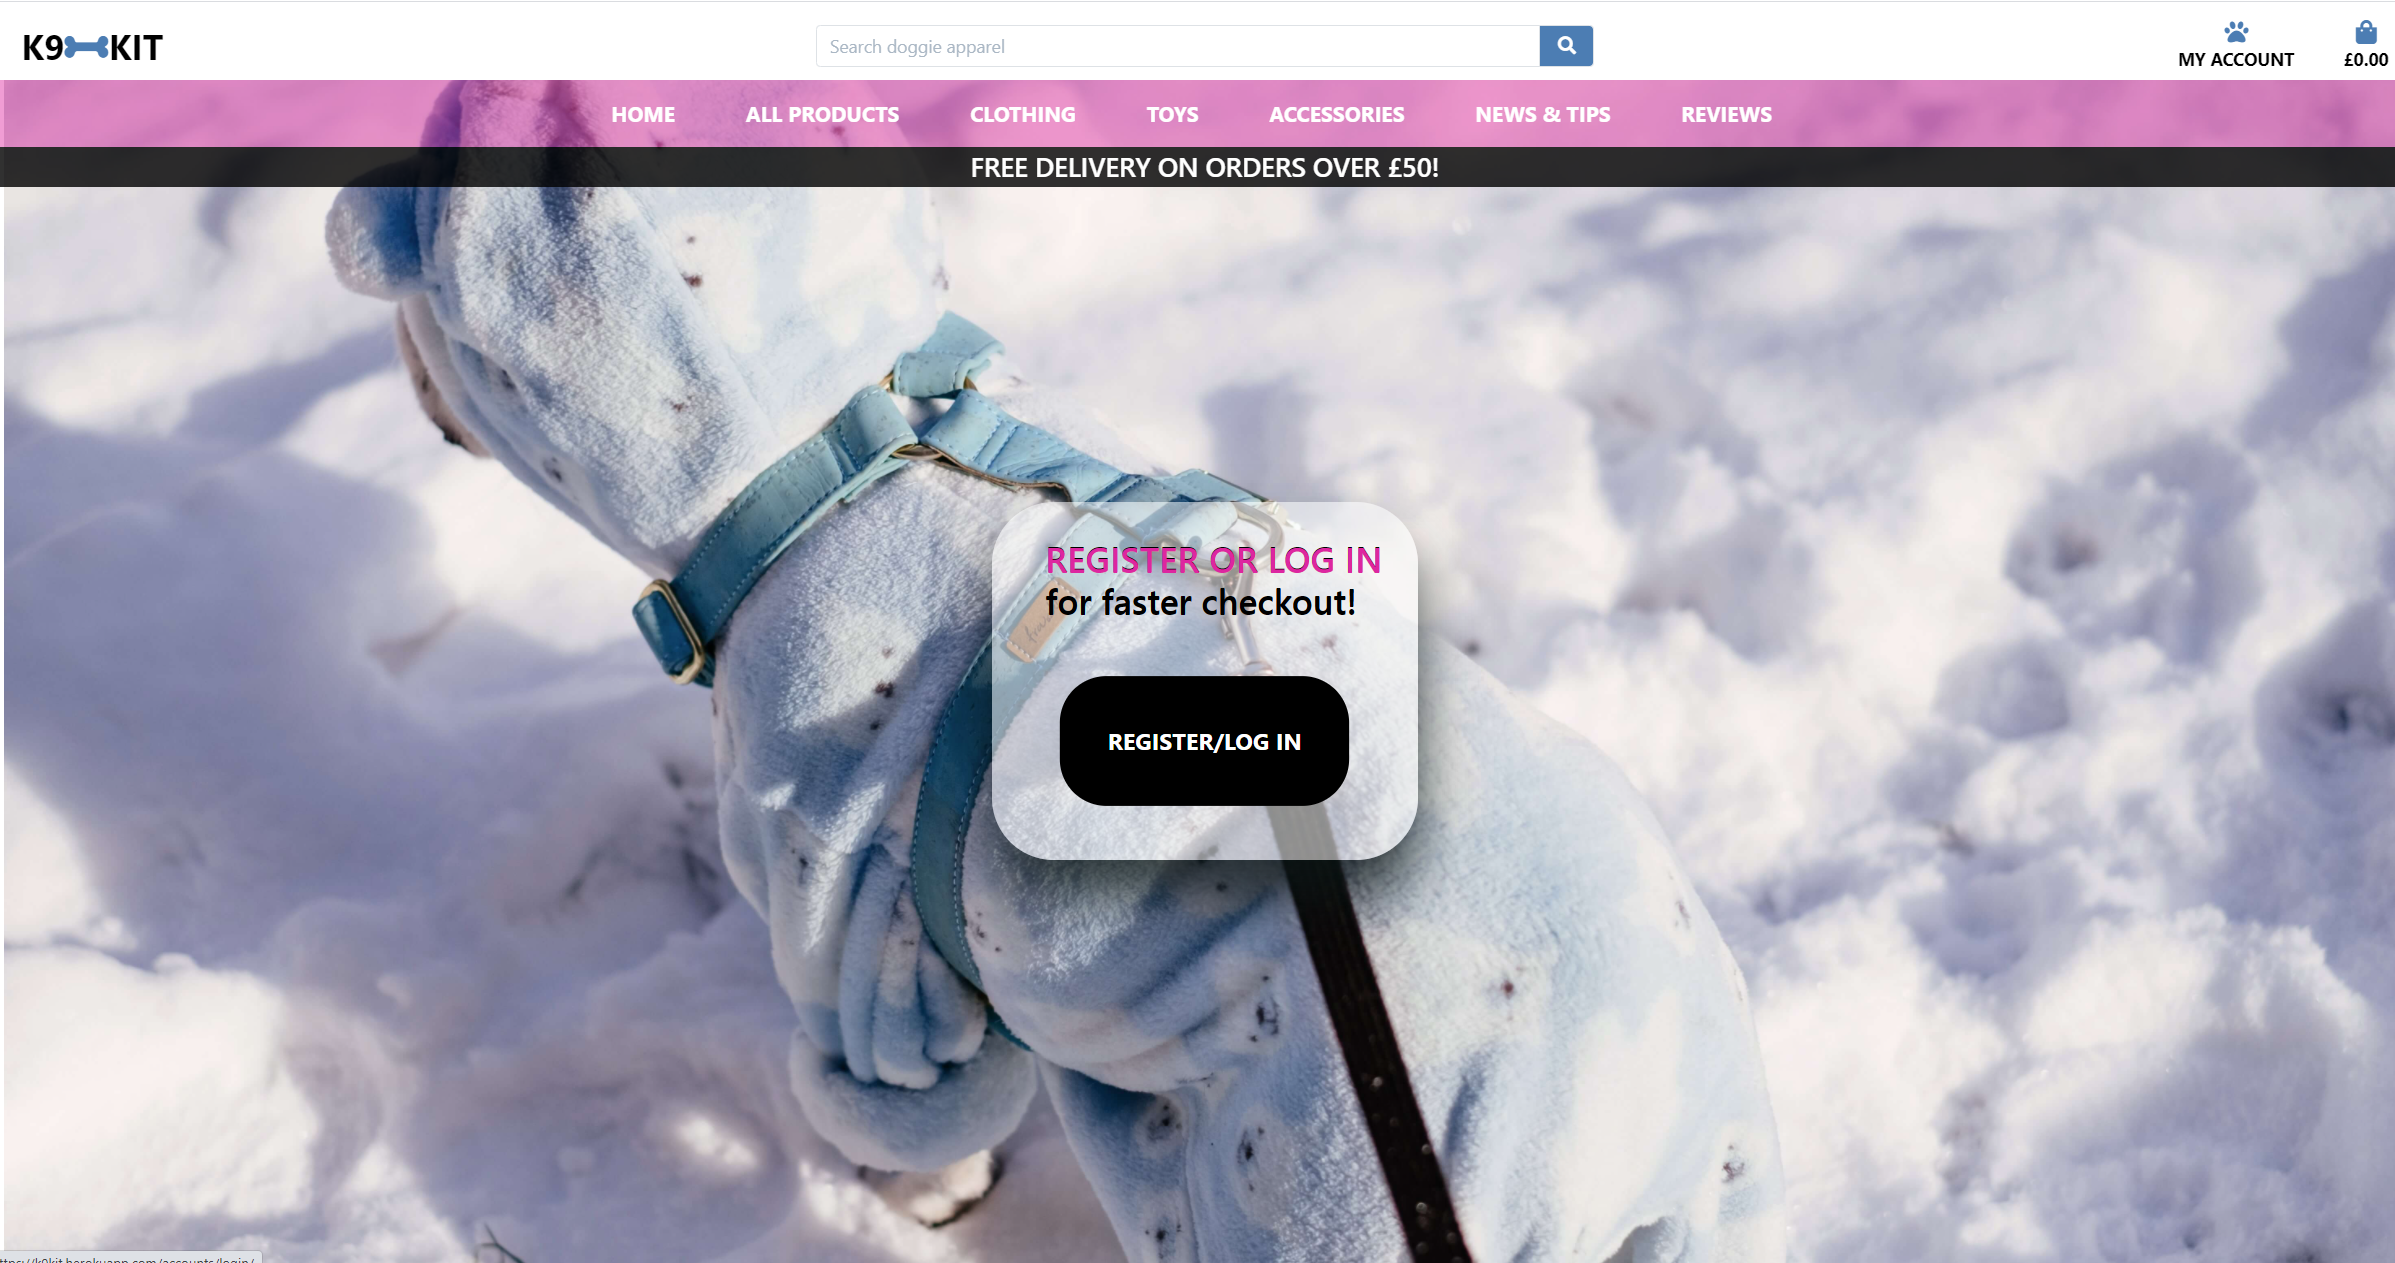 K9 KIT
Search doggie apparel
MY ACCOUNT
£0.00
HOME ALL PRODUCTS CLOTHING TOYS ACCESSORIES NEWS & TIPS REVIEWS
FREE DELIVERY ON ORDERS OVER £50!
REGISTER OR LOG IN
for faster checkout!
REGISTER/LOG IN